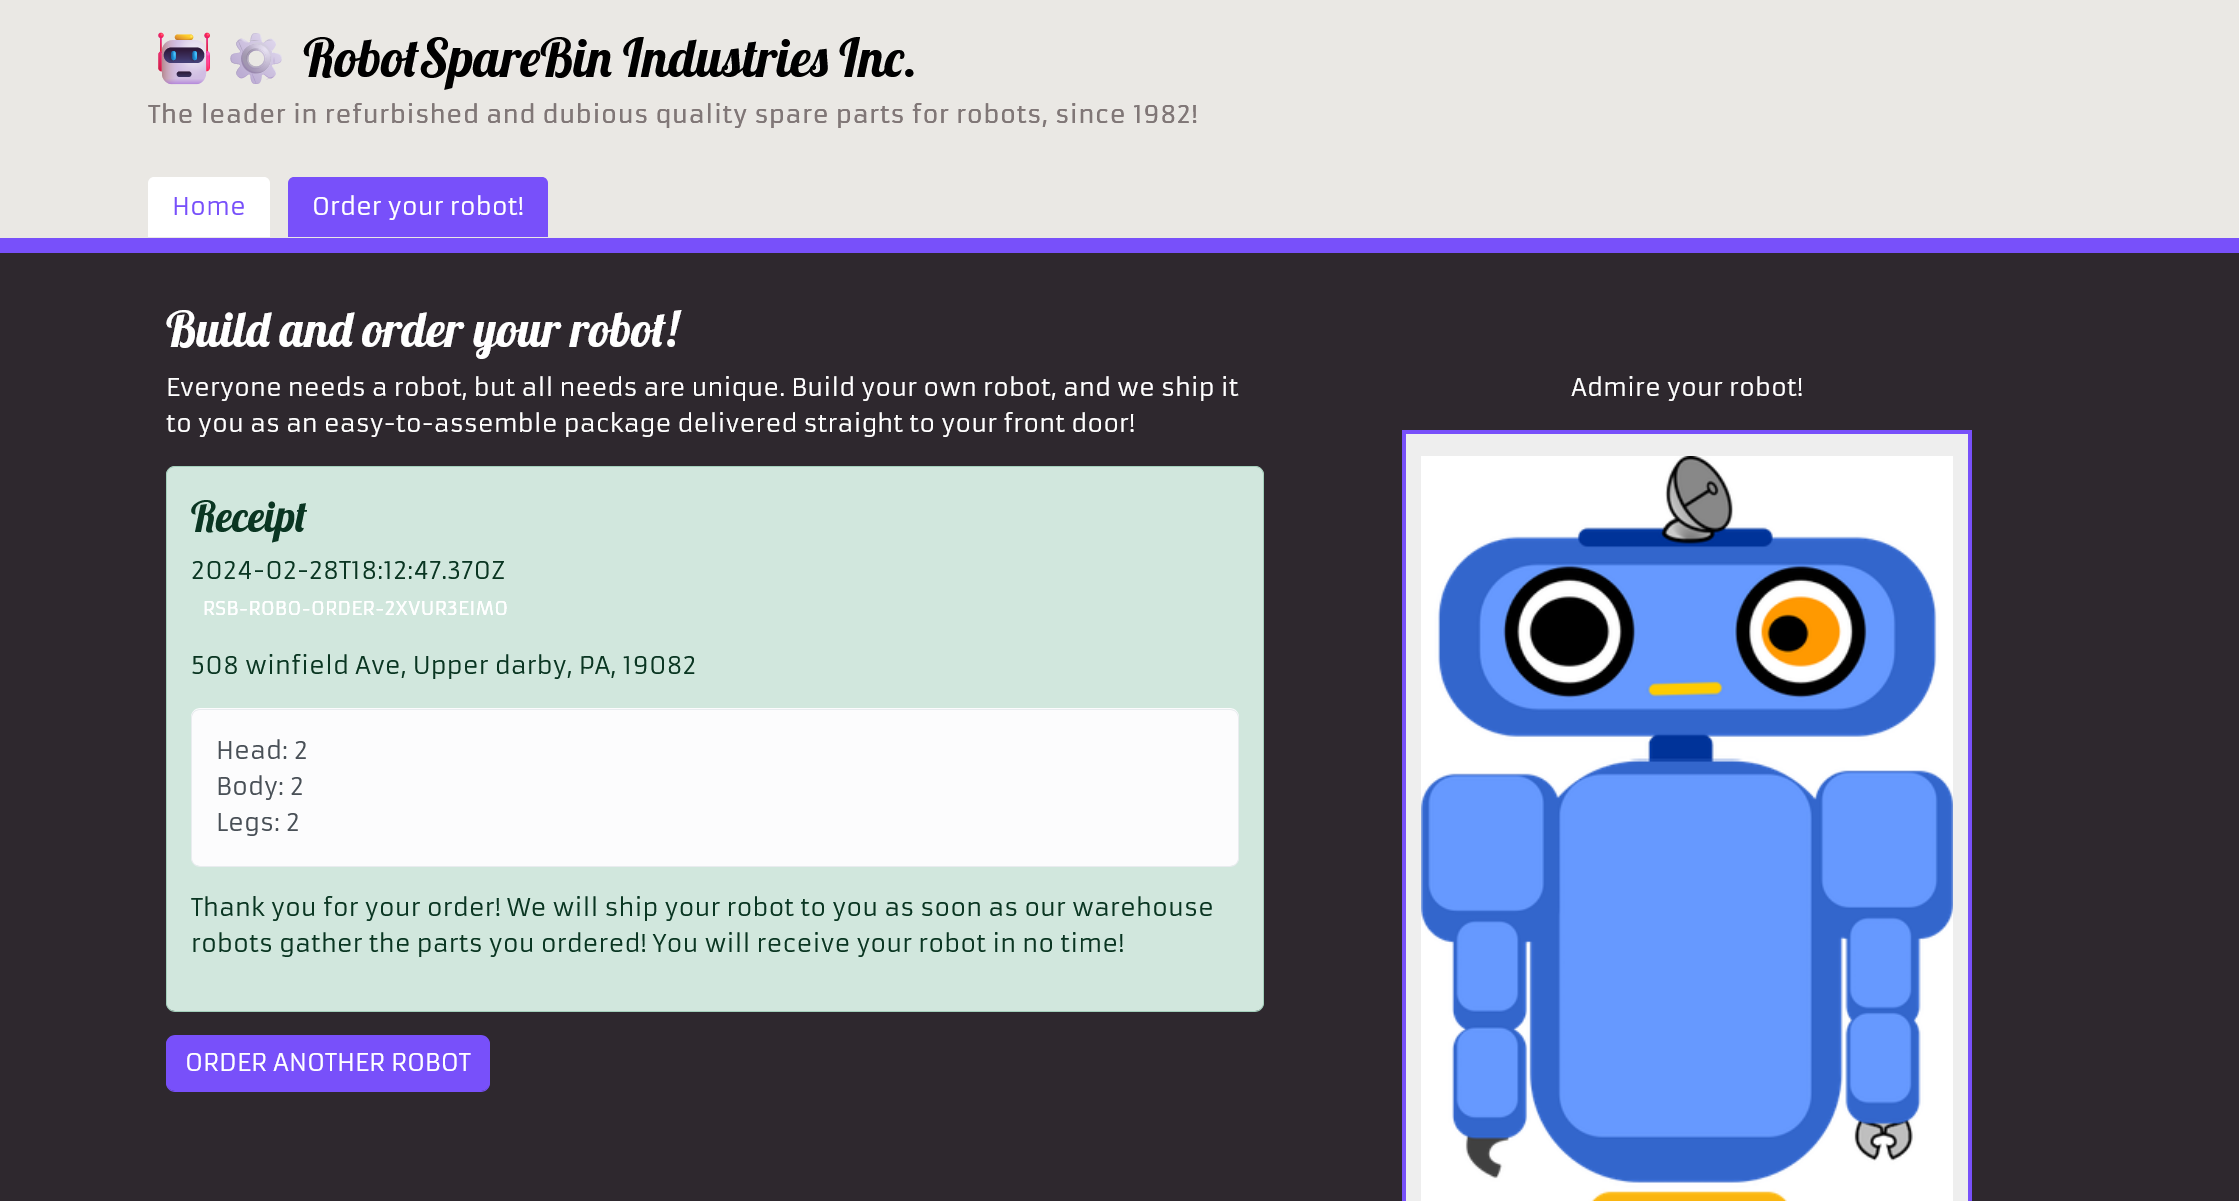 RobotSpareBin Industries Inc.
The leader in refurbished and dubious quality spare parts for robots, since 1982!
Home
Order your robot!
Build and order your robot!
Everyone needs a robot, but all needs are unique. Build your own robot, and we ship it
to you as an easy-to-assemble package delivered straight to your front door!
Receipt
2024-02-28T18:12:47.370Z
RSB-ROBO-ORDER-2XVUR3EIM0
508 winfield Ave, Upper darby, PA, 19082
Head: 2
Body: 2
Legs: 2
Thank you for your order! We will ship your robot to you as soon as our warehouse
robots gather the parts you ordered! You will receive your robot in no time!
ORDER ANOTHER ROBOT
Admire your robot!